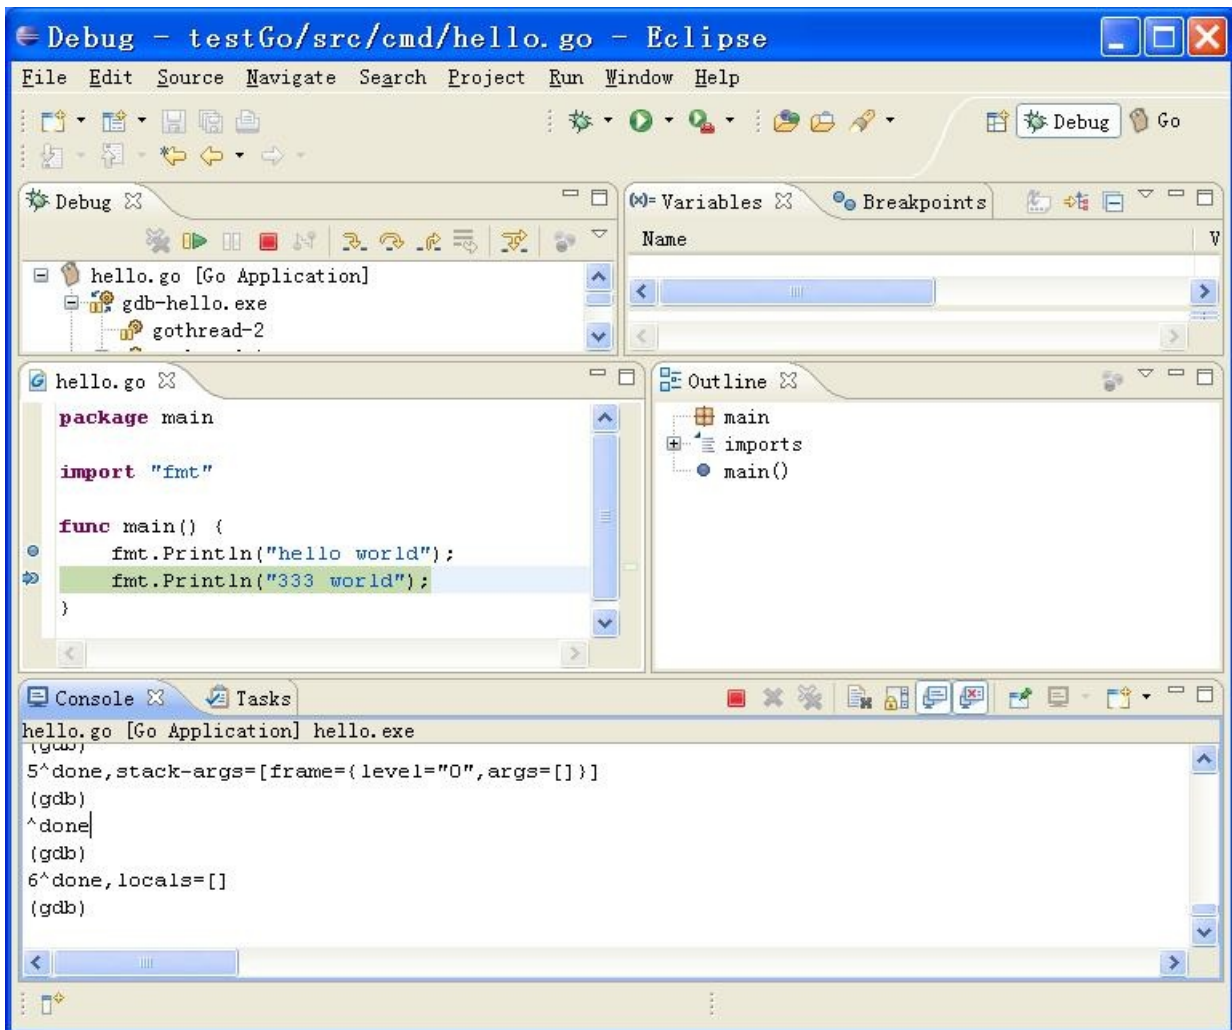 Debug - testGo/src/cmd/hello.go - Eclipse
File Edit Source Navigate Search Project Run Window Help
Debug Go
Debug
(x)= Variables Breakpoints
Name V
hello.go [Go Application]
gdb-hello.exe
gothread-2
hello.go
package main
import "fmt"
func main() {
fmt.Println("hello world");
fmt.Println("333 world");
}
Outline
main
imports
main()
Console Tasks
hello.go [Go Application] hello.exe
(gdb)
5^done,stack-args=[frame={level="0",args=[]}]
(gdb)
^done
(gdb)
6^done,locals=[]
(gdb)